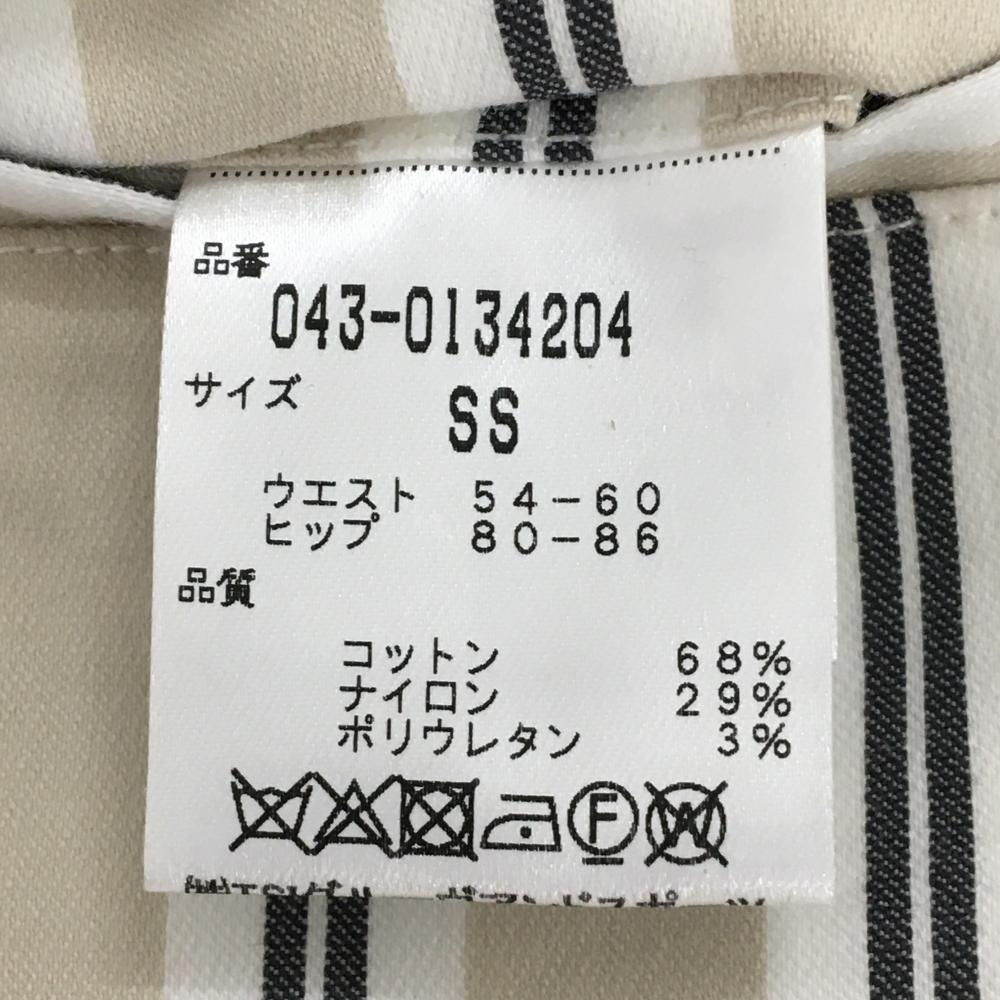 品番
043-0134204
サイズ
SS
ウエスト 54-60
ヒップ 80-86
品質
コットン 68%
ナイロン 29%
ポリウレタン 3%
F W